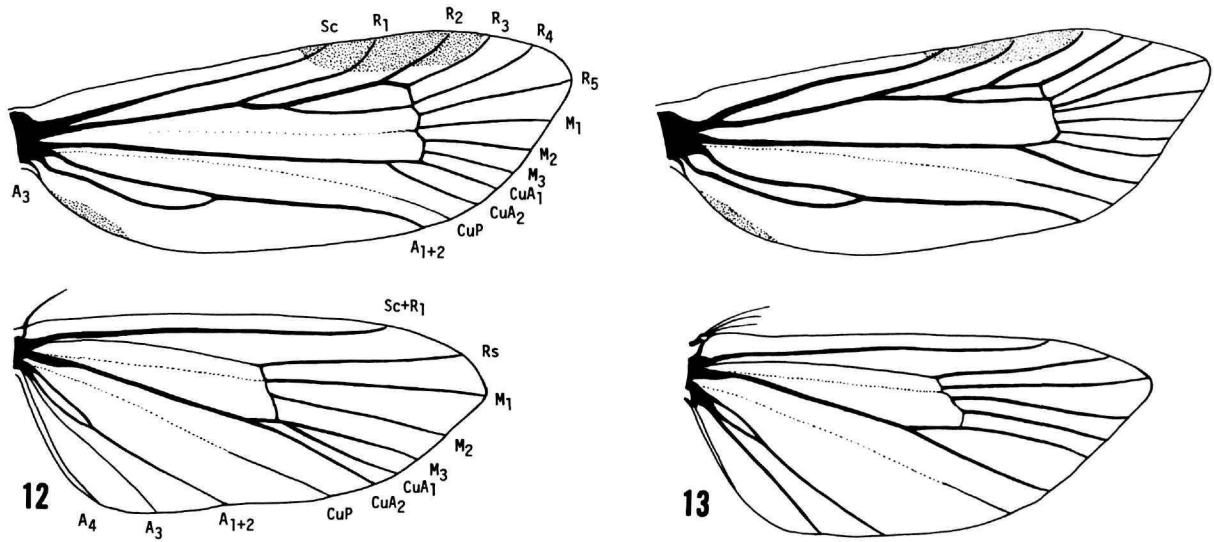 Sc R1 R2 R3 R4
R5
M1
M2
M3
CuA1
CuA2
CuP
A1+2
A3
Sc+R1
Rs
M1
M2
M3
CuA1
CuA2
CuP
A1+2
A3
A4
12
13